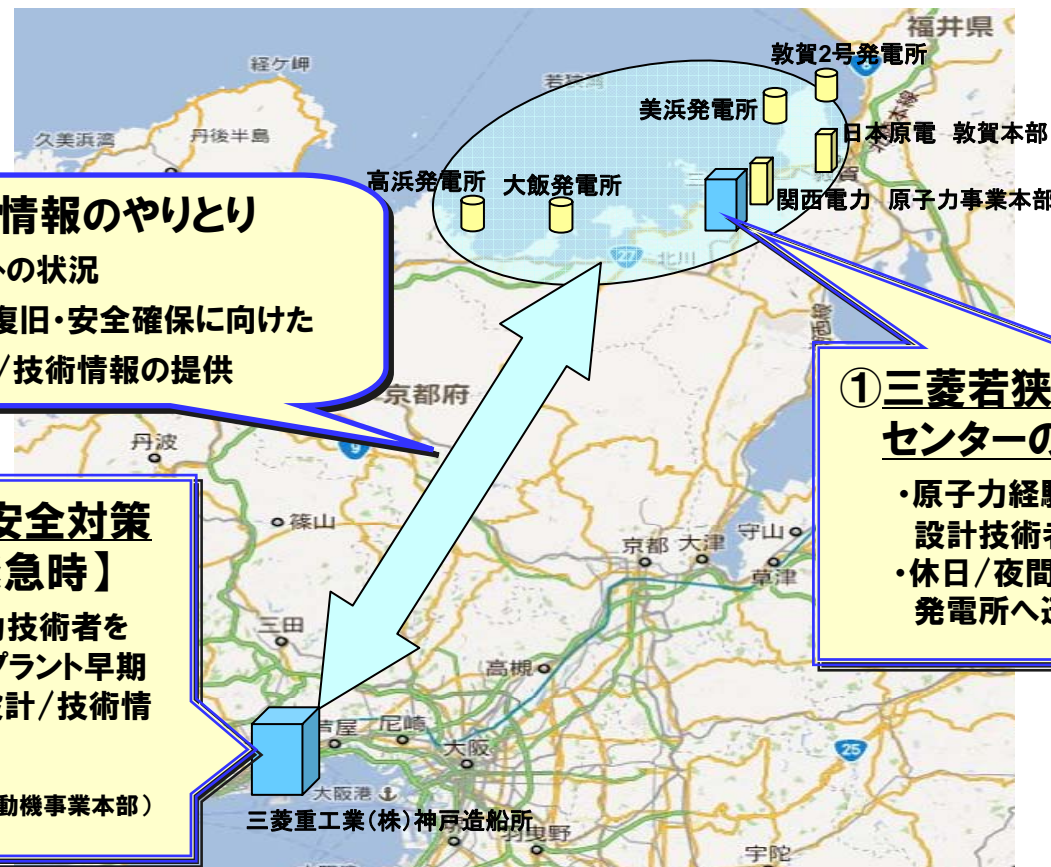 福井県
敦賀2号発電所
経ケ岬
若狭湾
美浜発電所
久美浜湾
丹後半島
日本原電 敦賀本部
高浜発電所
大飯発電所
関西電力 原子力事業本部
27
北川
情報のやりとり
の状況
復旧・安全確保に向けた
/技術情報の提供
京都府
丹波
9
①三菱若狭
センターの
・原子力経験
設計技術者
・休日/夜間
発電所へ
安全対策
急時】
技術者を
プラント早期
設計/技術情
動機事業本部）
篠山
京都
大津
守山
草津
三田
高槻
芦屋
尼崎
大阪
25
大阪港
三菱重工業(株)神戸造船所
羽曳野
宇陀